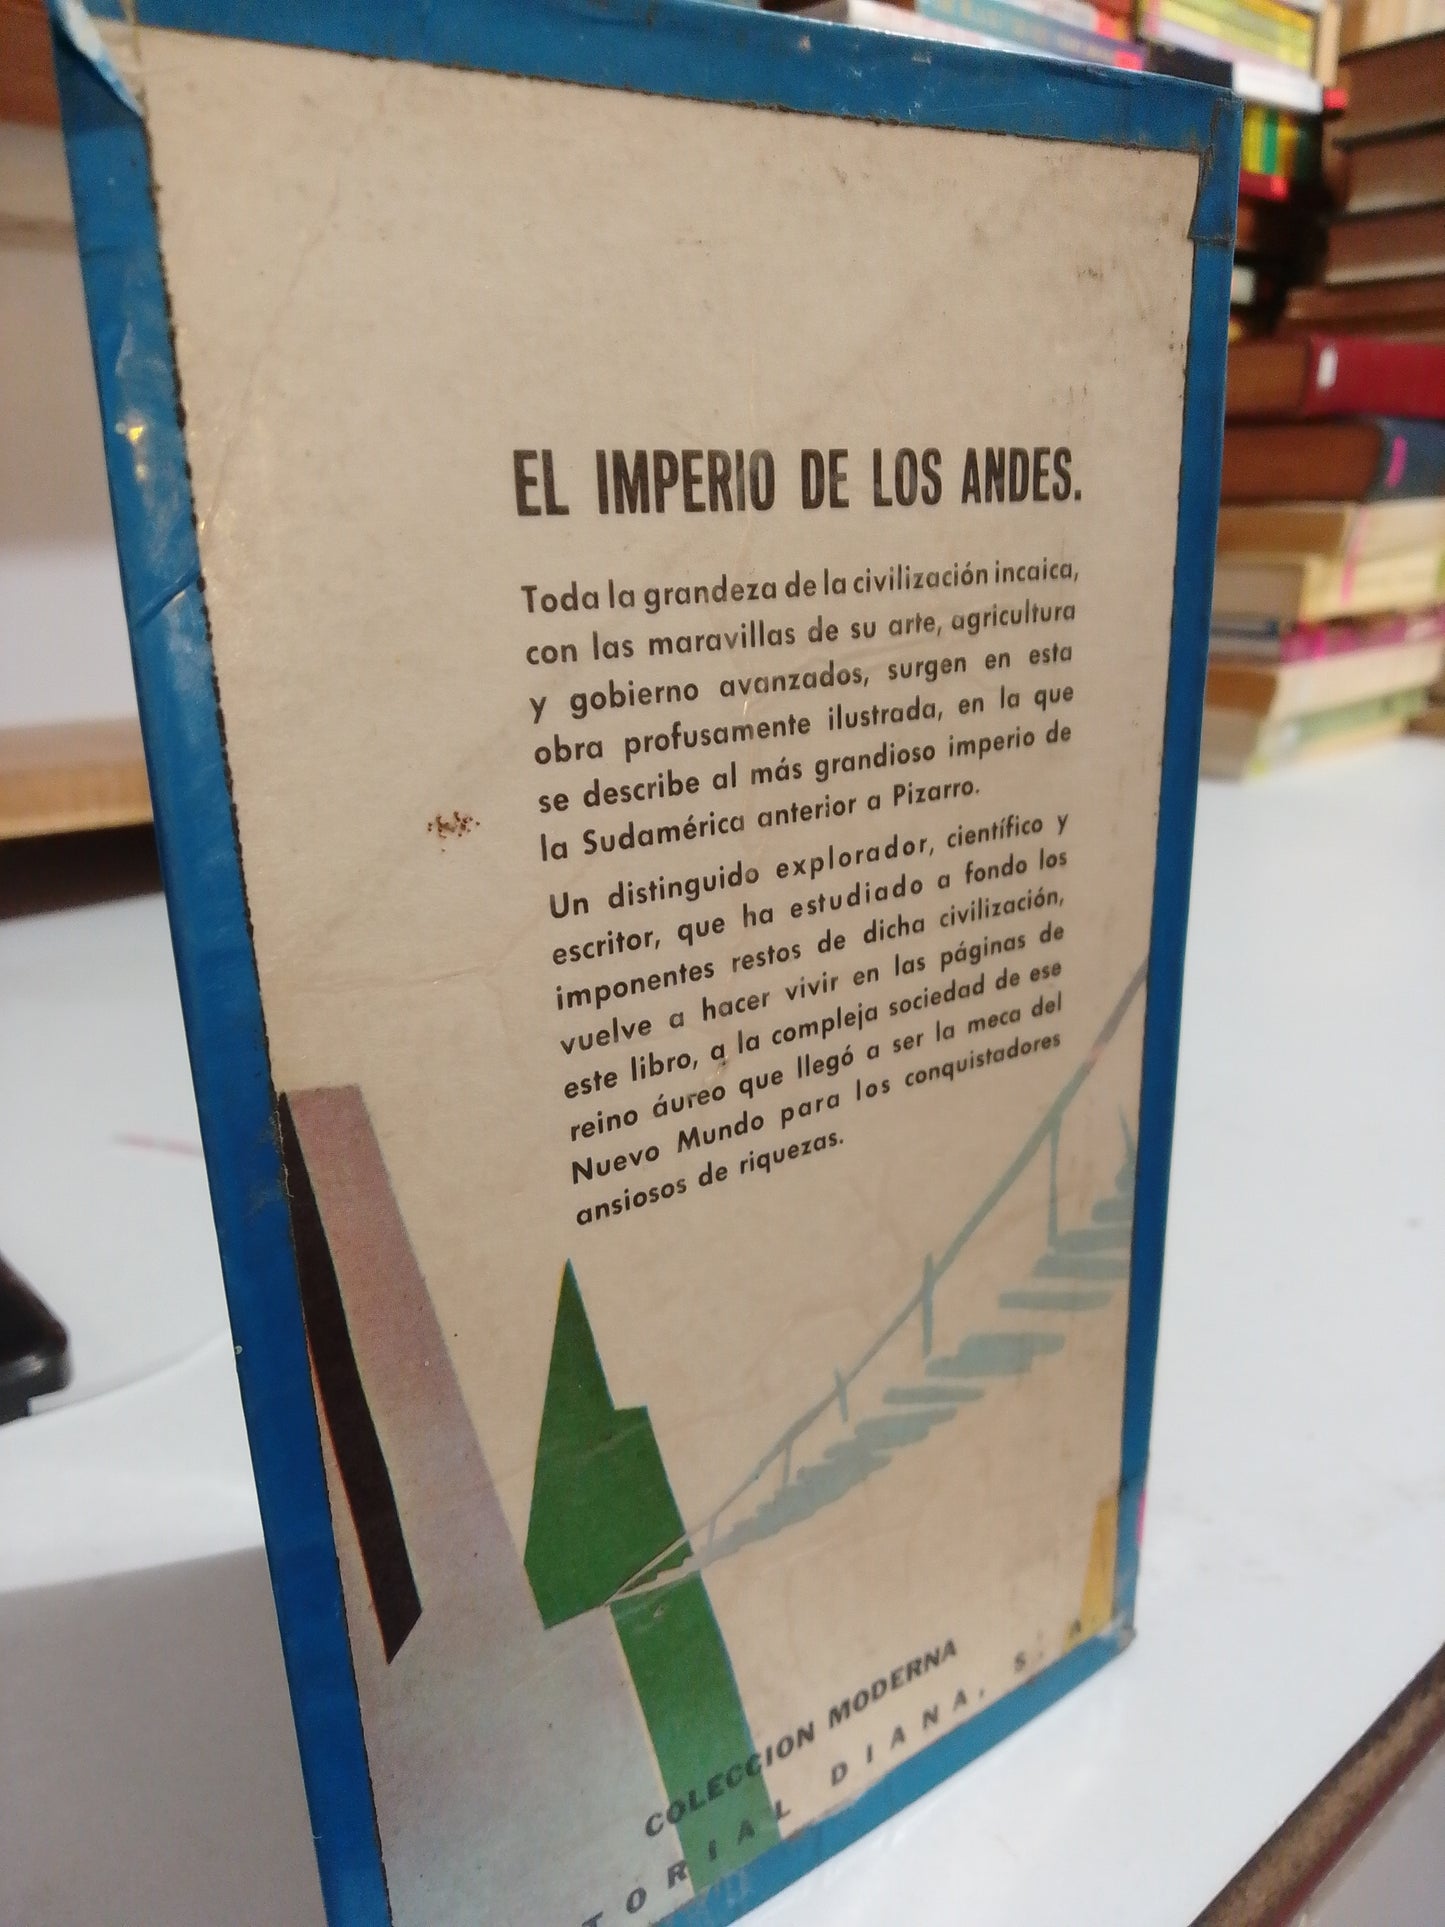 EL IMPERIO DE LOS ANDES.
Toda la grandeza de la civilización incaica,
con las maravillas de su arte, agricultura
y gobierno avanzados, surgen en esta
obra profusamente ilustrada, en la que
se describe al más grandioso imperio de
la Sudamérica anterior a Pizarro.
Un distinguido explorador, científico y
escritor, que ha estudiado a fondo los
imponentes restos de dicha civilización,
vuelve a hacer vivir en las páginas de
este libro, a la compleja sociedad de ese
reino áureo que llegó a ser la meca del
Nuevo Mundo para los conquistadores
ansiosos de riquezas.
COLECCION MODERNA
TORIAL DIANA, S. A.